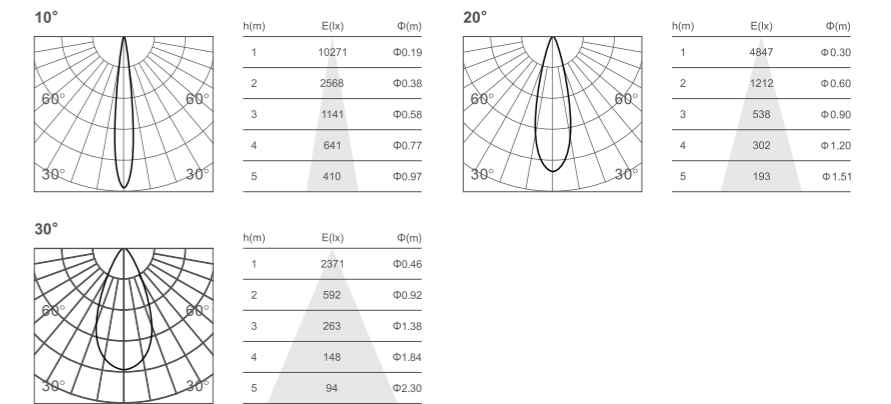 10°
60° 60°
30° 30°
h(m) E(lx) Φ(m)
1 10271 Φ0.19
2 2568 Φ0.38
3 1141 Φ0.58
4 641 Φ0.77
5 410 Φ0.97
20°
60° 60°
30° 30°
h(m) E(lx) Φ(m)
1 4847 Φ0.30
2 1212 Φ0.60
3 538 Φ0.90
4 302 Φ1.20
5 193 Φ1.51
30°
60° 60°
30° 30°
h(m) E(lx) Φ(m)
1 2371 Φ0.46
2 592 Φ0.92
3 263 Φ1.38
4 148 Φ1.84
5 94 Φ2.30